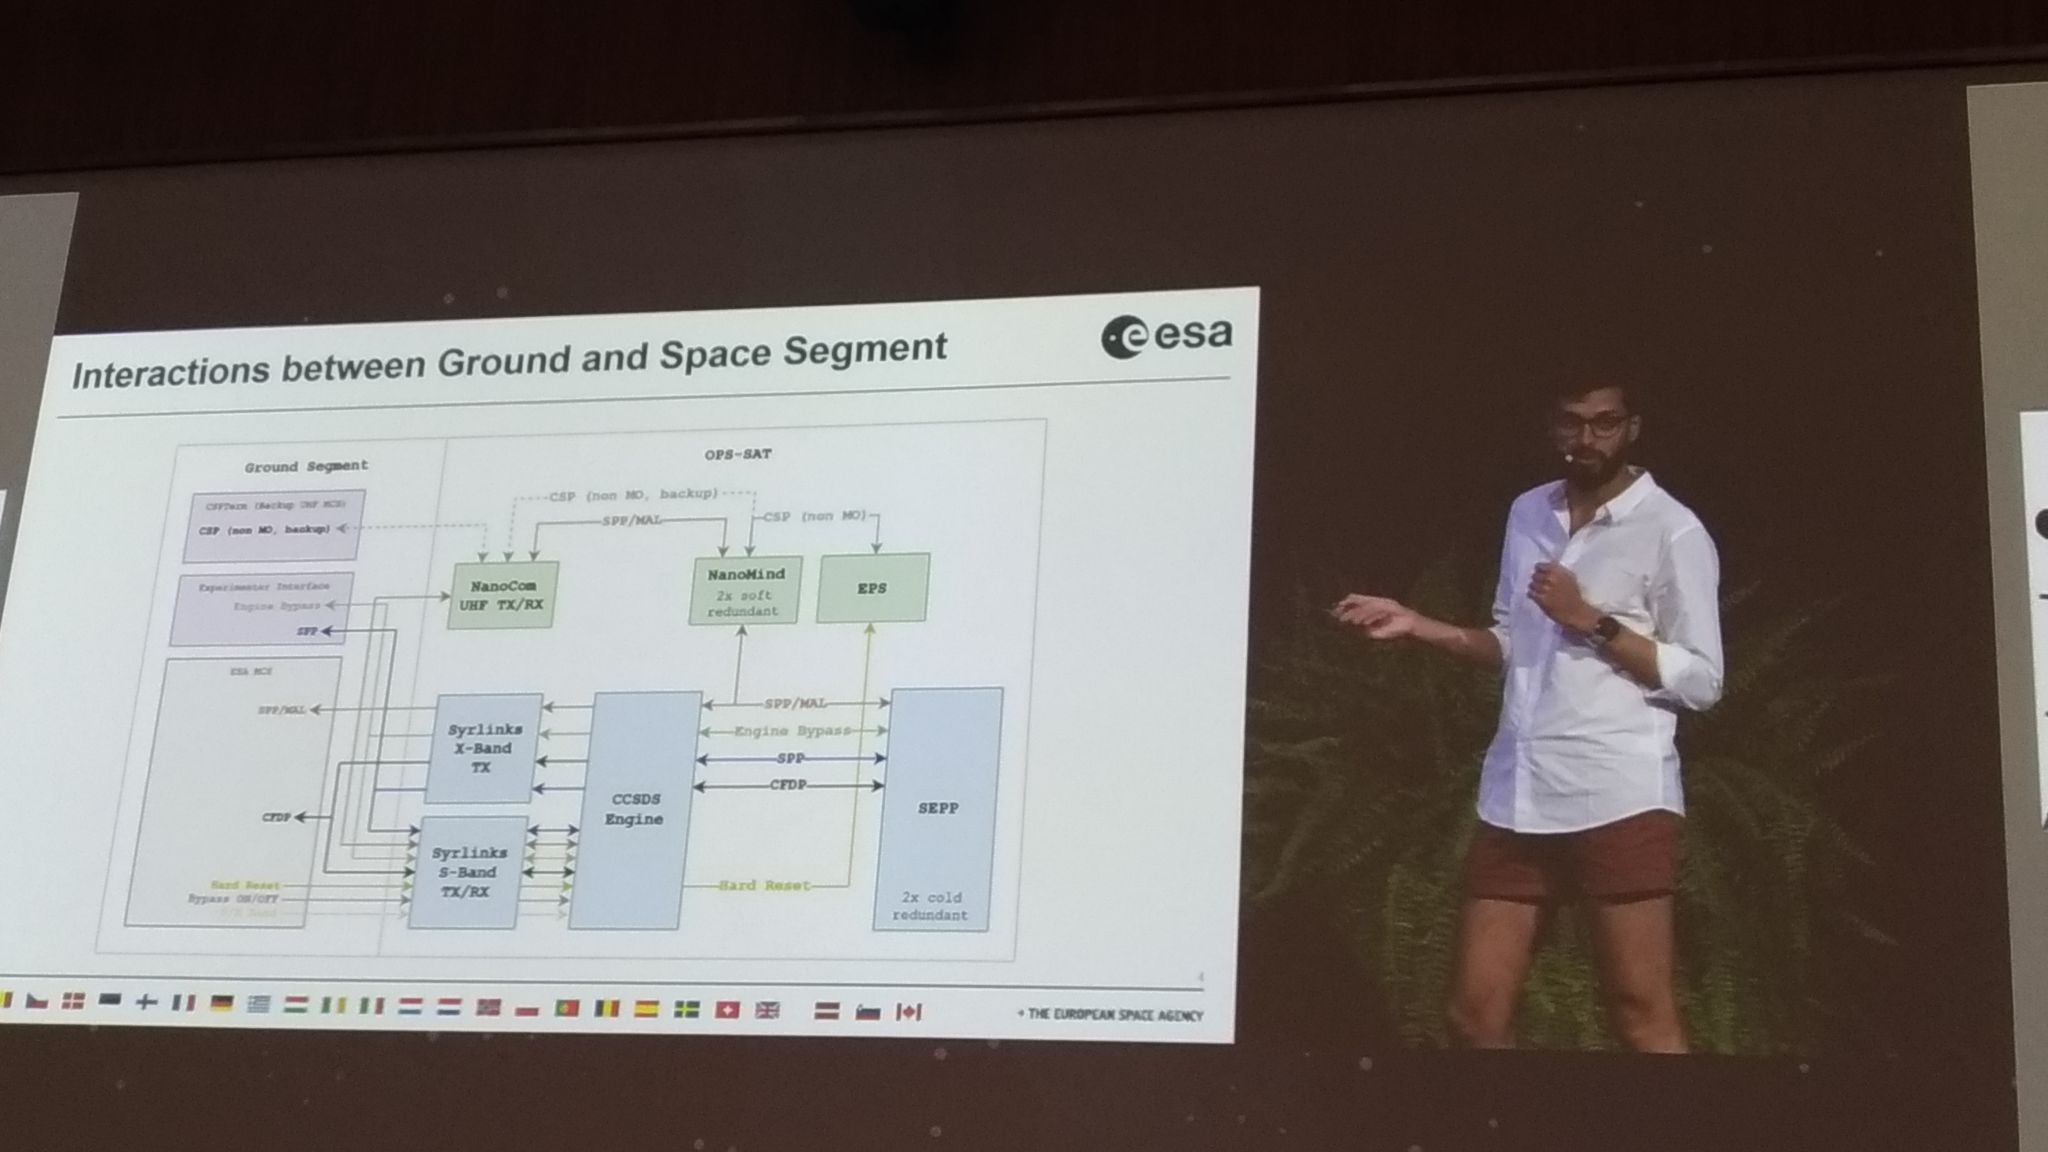 Interactions between Ground and Space Segment
esa
Ground Segment
OPS-SAT
CSPTerm (Backup UHF MCS)
CSP (non MO, backup)
Experimenter Interface
Engine Bypass
SPP
ESA MCS
SPP/MAL
CFDP
Hard Reset
Bypass ON/OFF
CSP (non MO, backup)
SPP/MAL
CSP (non MO)
NanoCom
UHF TX/RX
NanoMind
2x soft
redundant
EPS
Syrlinks
X-Band
TX
Syrlinks
S-Band
TX/RX
CCSDS
Engine
SPP/MAL
Engine Bypass
SPP
CFDP
Hard Reset
SEPP
2x cold
redundant
4
→ THE EUROPEAN SPACE AGENCY